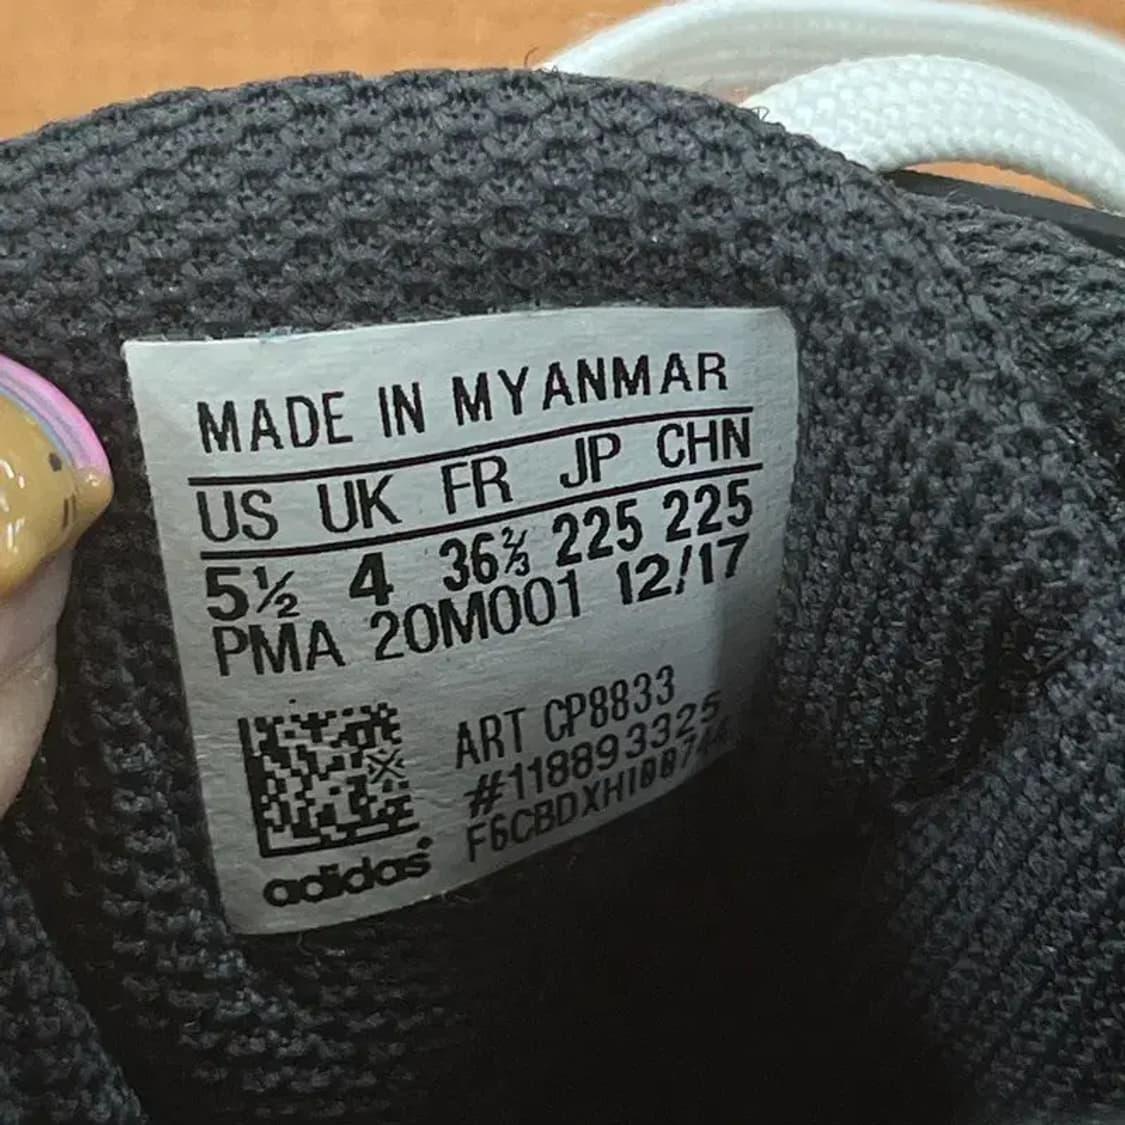 MADE IN MYANMAR
US UK FR JP CHN
5½ 4 36⅔ 225 225
PMA 20M001 12/17
ART CP8833
#118893325
adidas